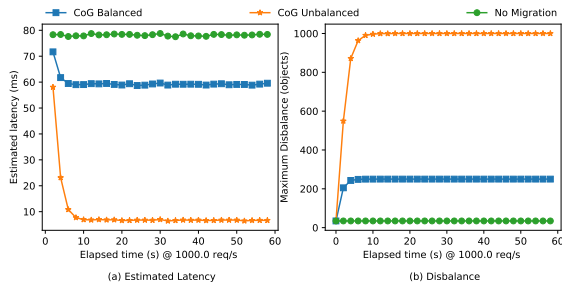 CoG Balanced CoG Unbalanced No Migration
80
70
60
50
40
30
20
10
Estimated latency (ms)
0 10 20 30 40 50 60
Elapsed time (s) @ 1000.0 req/s
(a) Estimated Latency
1000
800
600
400
200
0
Maximum Disbalance (objects)
0 10 20 30 40 50 60
Elapsed time (s) @ 1000.0 req/s
(b) Disbalance